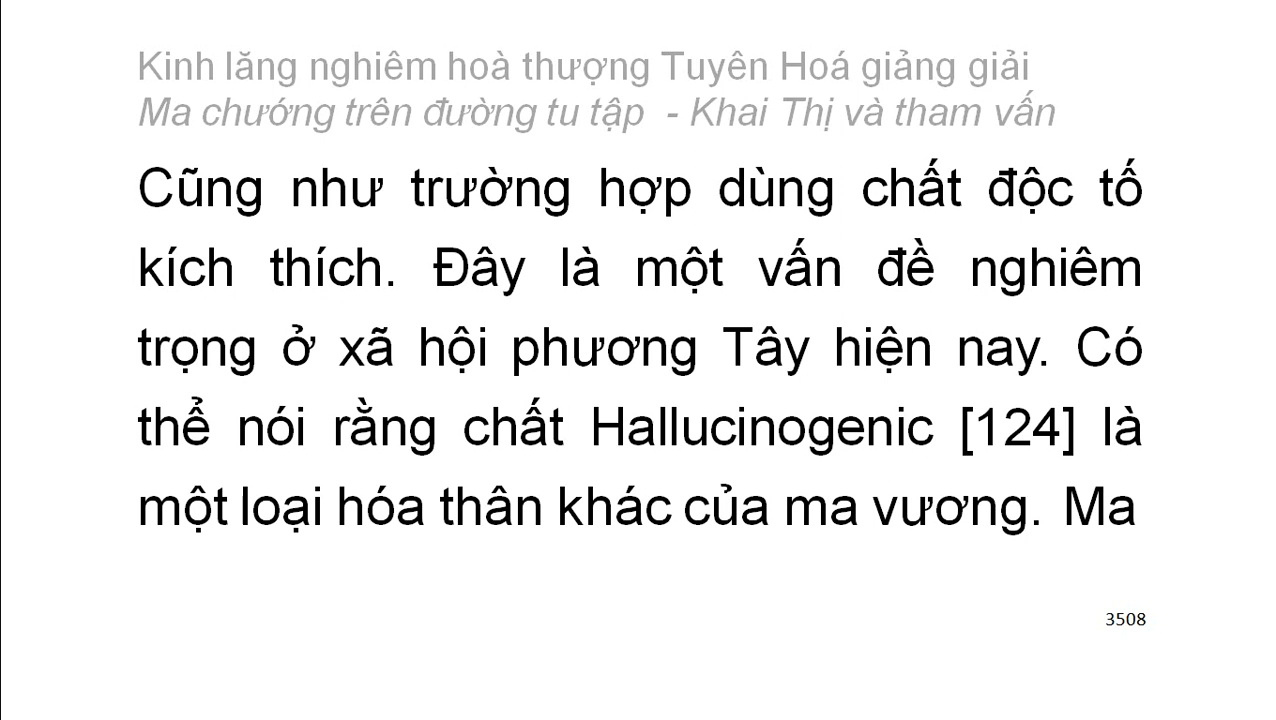 Kinh lăng nghiêm hoà thượng Tuyên Hoá giảng giải
Ma chướng trên đường tu tập - Khai Thị và tham vấn
Cũng như trường hợp dùng chất độc tố
kích thích. Đây là một vấn đề nghiêm
trọng ở xã hội phương Tây hiện nay. Có
thể nói rằng chất Hallucinogenic [124] là
một loại hóa thân khác của ma vương. Ma
3508